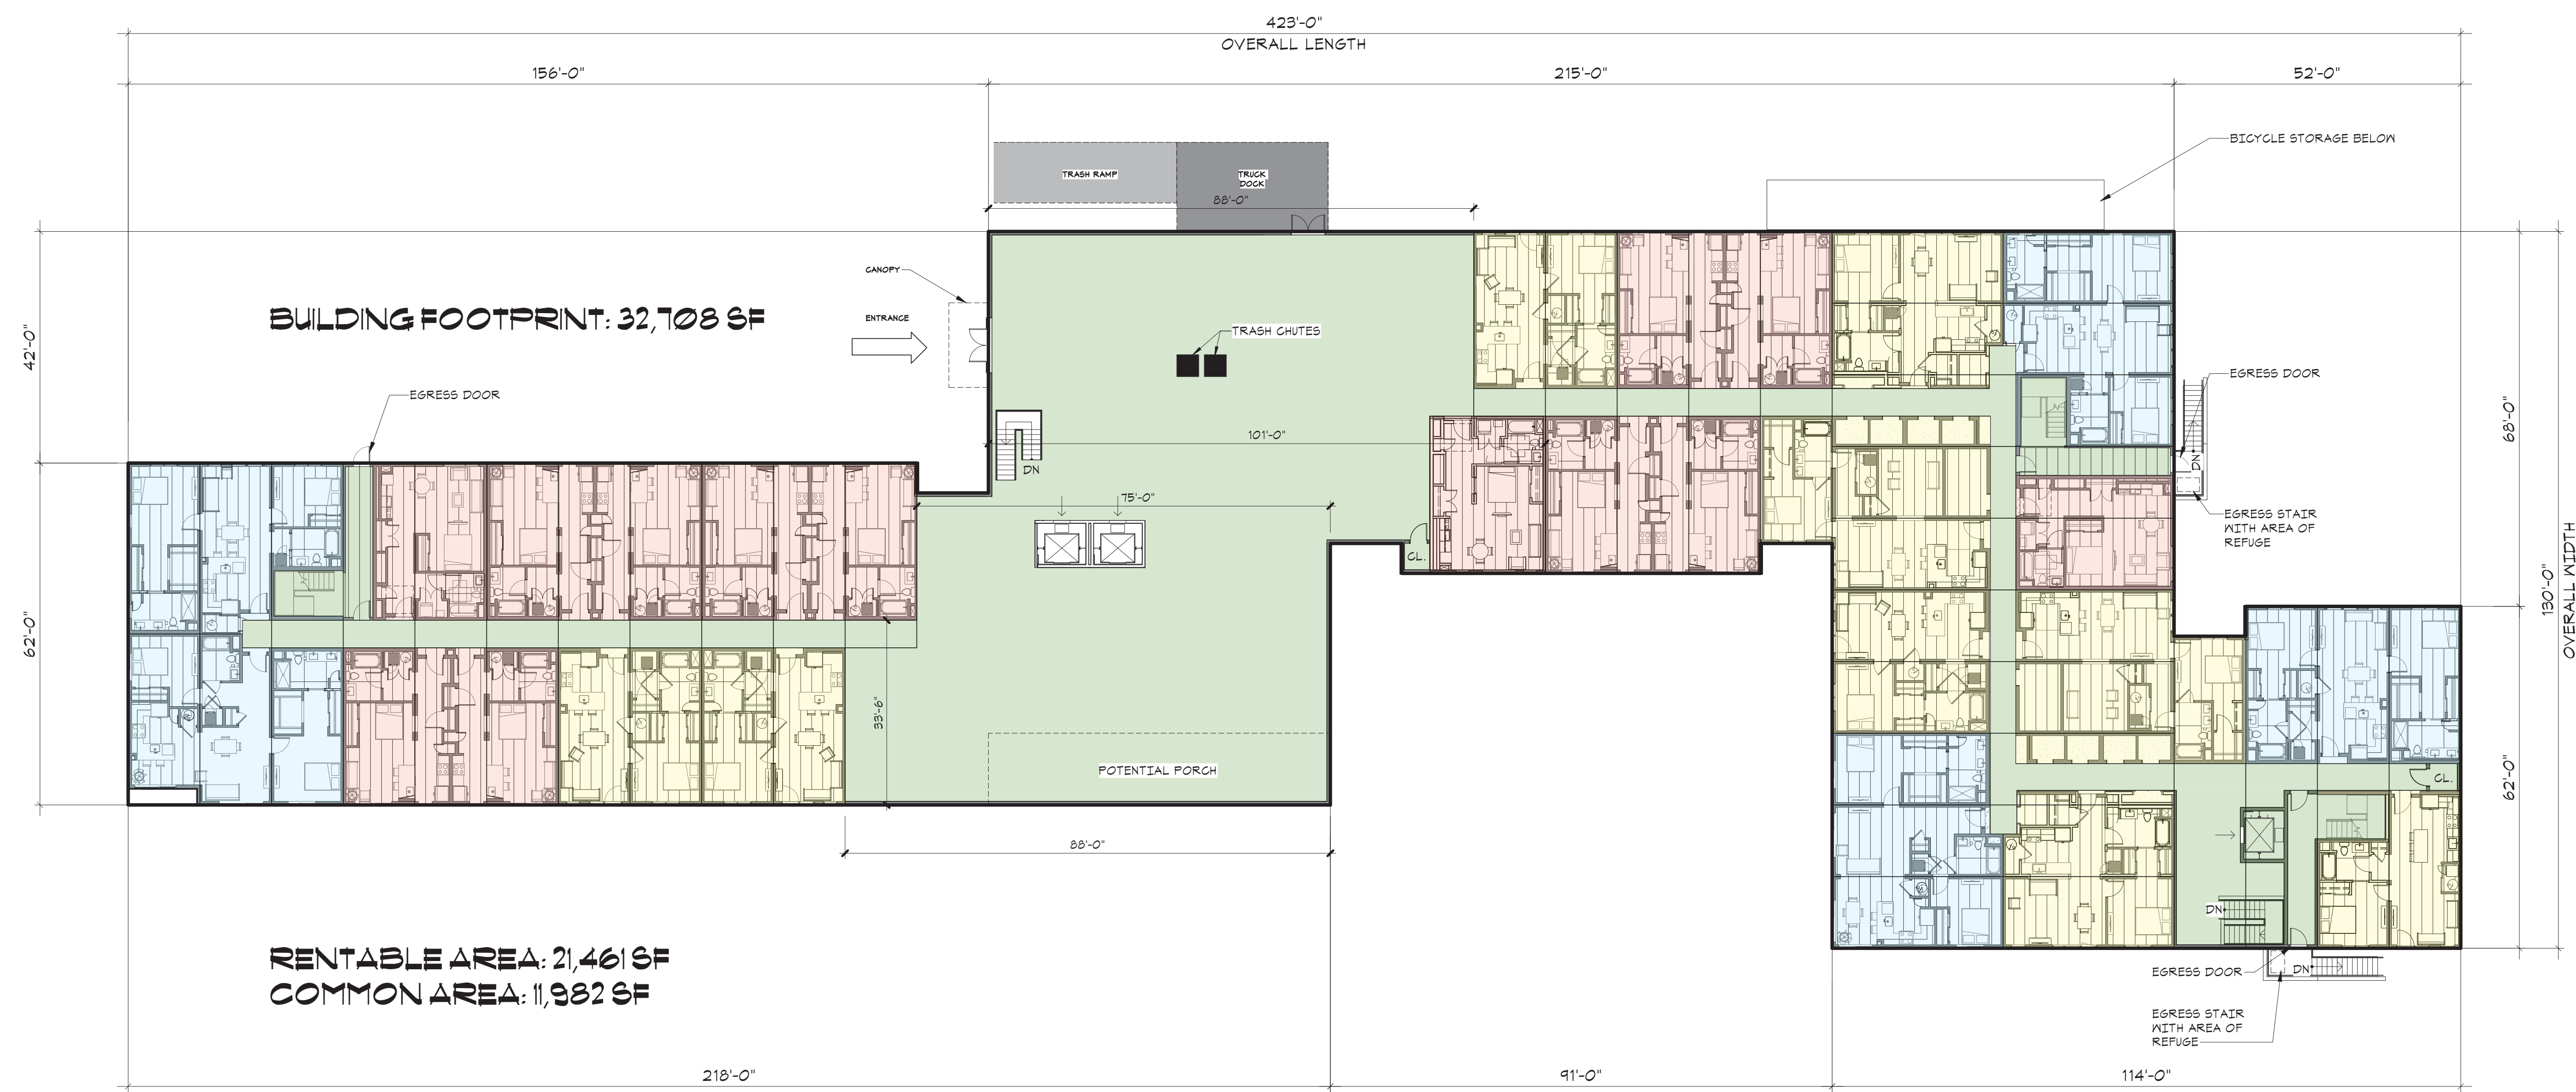 423'-0"
OVERALL LENGTH
156'-0"
215'-0"
52'-0"
BICYCLE STORAGE BELOW
TRASH RAMP
TRUCK
DOCK
88'-0"
CANOPY
ENTRANCE
BUILDING FOOTPRINT: 32,708 SF
TRASH CHUTES
42'-0"
EGRESS DOOR
EGRESS DOOR
68'-0"
101'-0"
DN
DN
75'-0"
EGRESS STAIR
WITH AREA OF
REFUGE
CL.
130'-0"
OVERALL WIDTH
62'-0"
33'-6"
POTENTIAL PORCH
CL.
62'-0"
88'-0"
DN
RENTABLE AREA: 21,461 SF
COMMON AREA: 11,982 SF
EGRESS DOOR
DN
EGRESS STAIR
WITH AREA OF
REFUGE
218'-0"
91'-0"
114'-0"